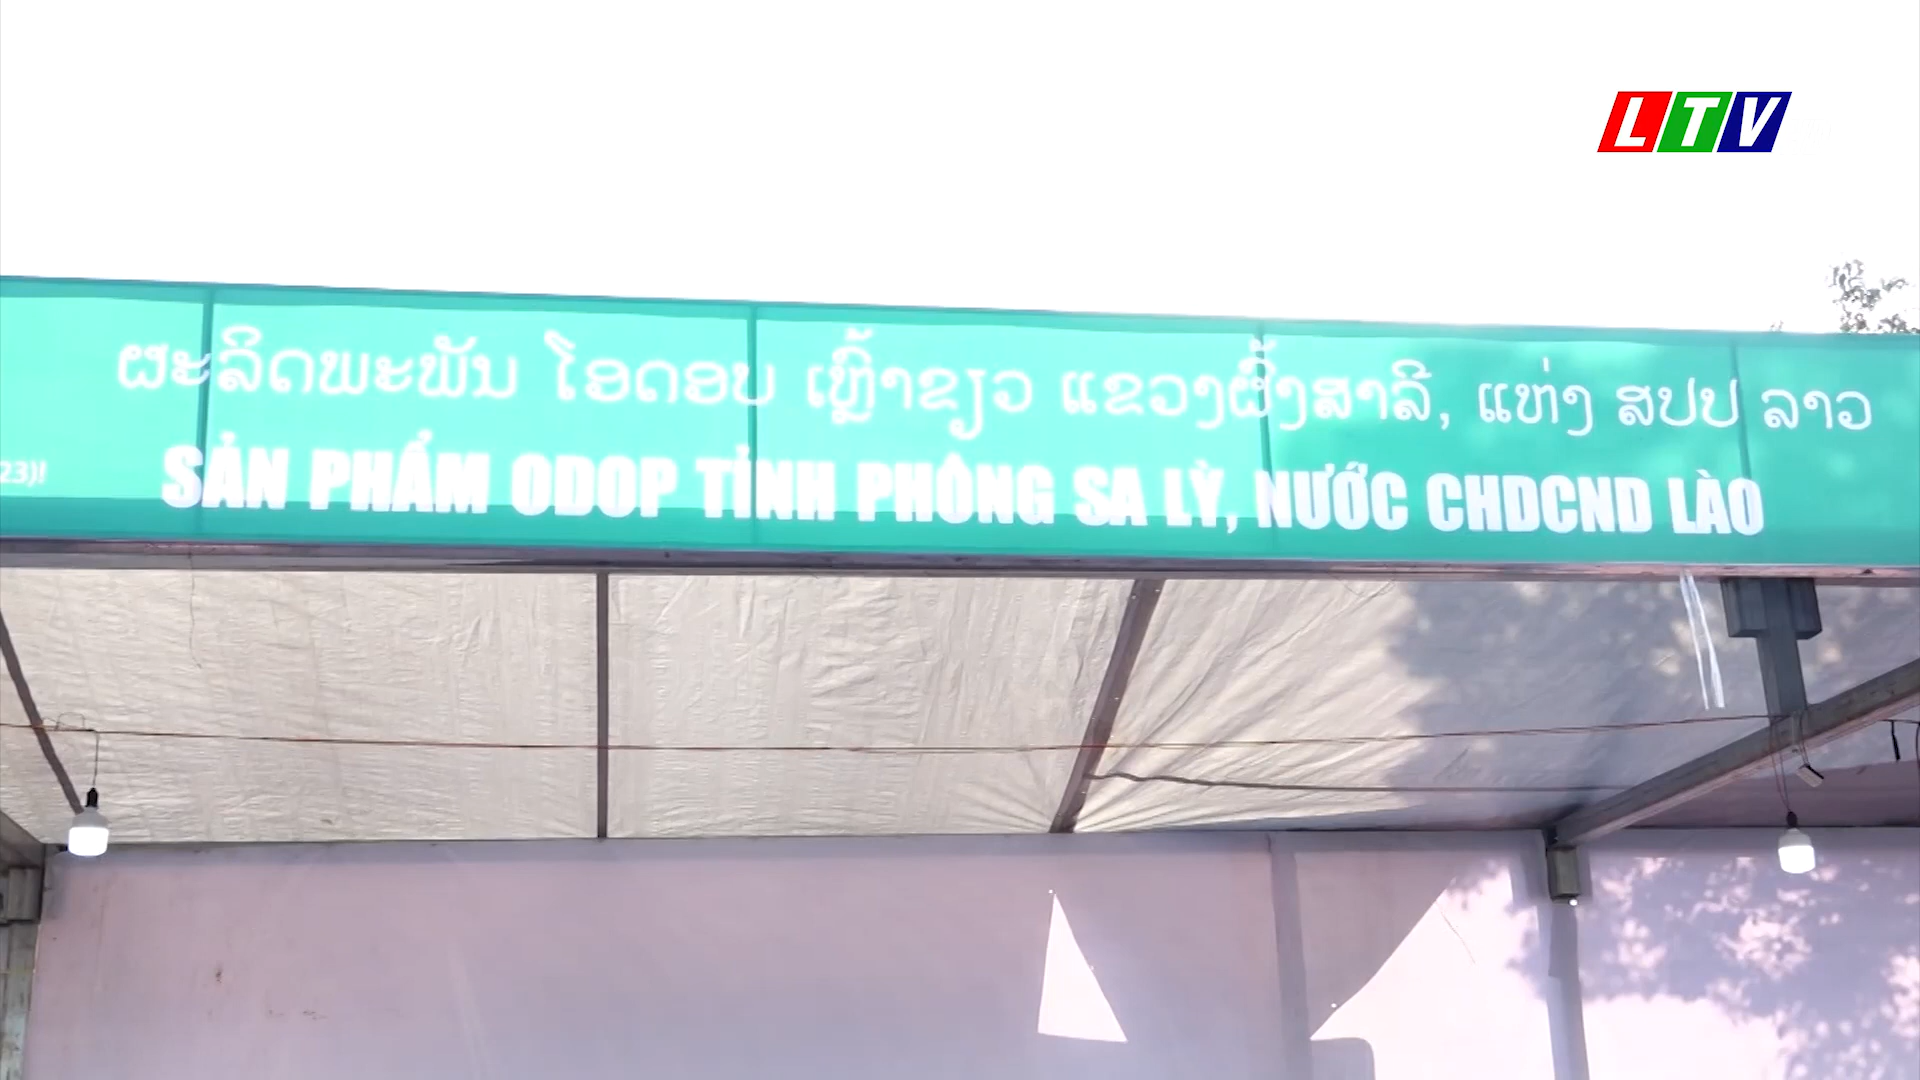 LTV
ຜະລິດພະພັນ ໂອດອບ ເຫຼົ້າຂຽວ ແຂວງຜົ້ງສາລີ, ແຫ່ງ ສປປ ລາວ
23)!
SẢN PHẨM ODOP TỈNH PHÔNG SA LỲ, NƯỚC CHDCND LÀO